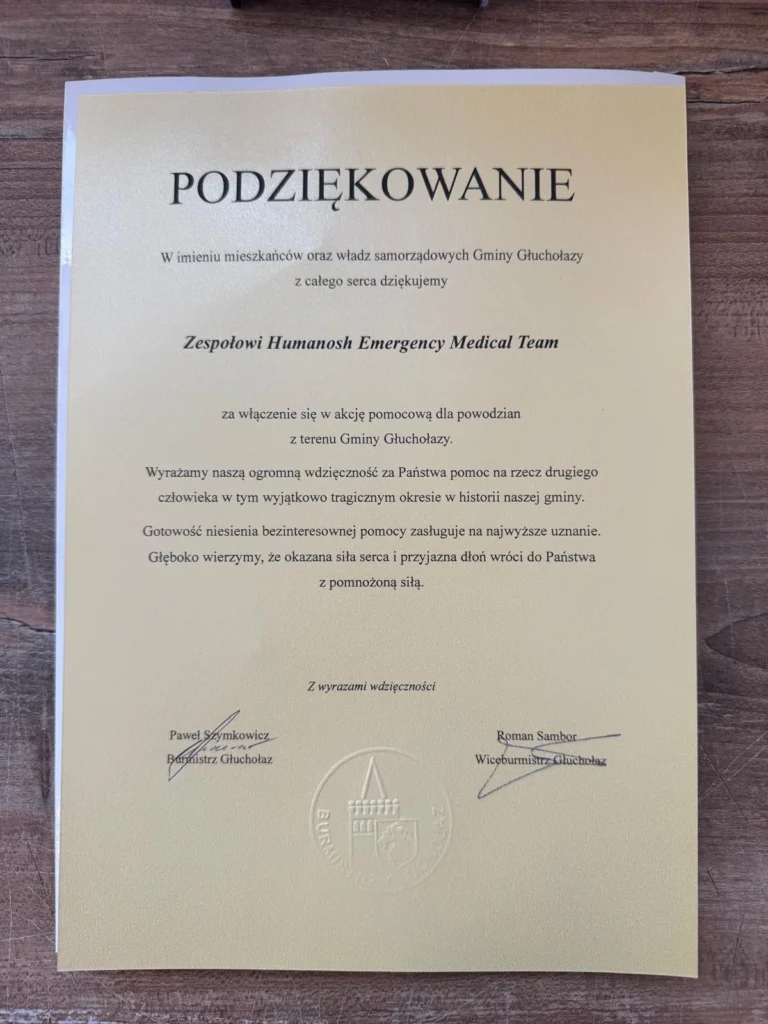 PODZIĘKOWANIE
W imieniu mieszkańców oraz władz samorządowych Gminy Głuchołazy
z całego serca dziękujemy
Zespołowi Humanosh Emergency Medical Team
za włączenie się w akcję pomocową dla powodzian
z terenu Gminy Głuchołazy.
Wyrażamy naszą ogromną wdzięczność za Państwa pomoc na rzecz drugiego
człowieka w tym wyjątkowo tragicznym okresie w historii naszej gminy.
Gotowość niesienia bezinteresownej pomocy zasługuje na najwyższe uznanie.
Głęboko wierzymy, że okazana siła serca i przyjazna dłoń wróci do Państwa
z pomnożoną siłą.
Z wyrazami wdzięczności
Paweł Szymkowicz
Burmistrz Głuchołaz
Roman Sambor
Wiceburmistrz Głuchołaz